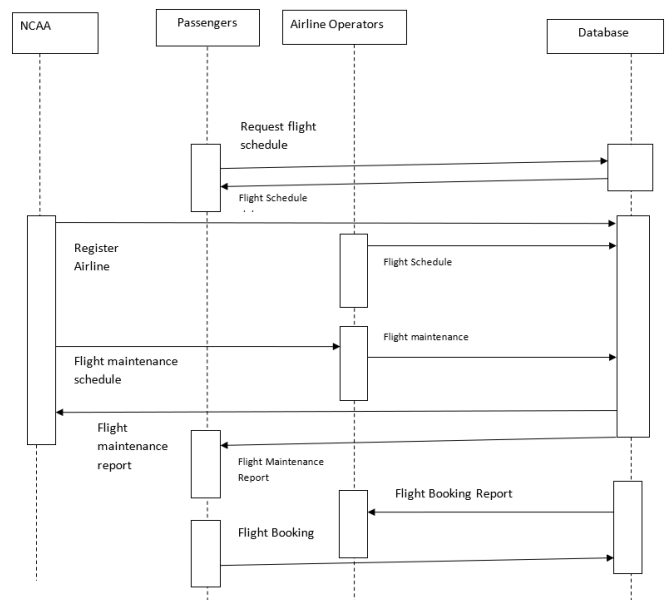 NCAA
Passengers
Airline Operators
Database
Request flight
schedule
Flight Schedule
Register
Airline
Flight Schedule
Flight maintenance
Flight maintenance
schedule
Flight
maintenance
report
Flight Maintenance
Report
Flight Booking Report
Flight Booking